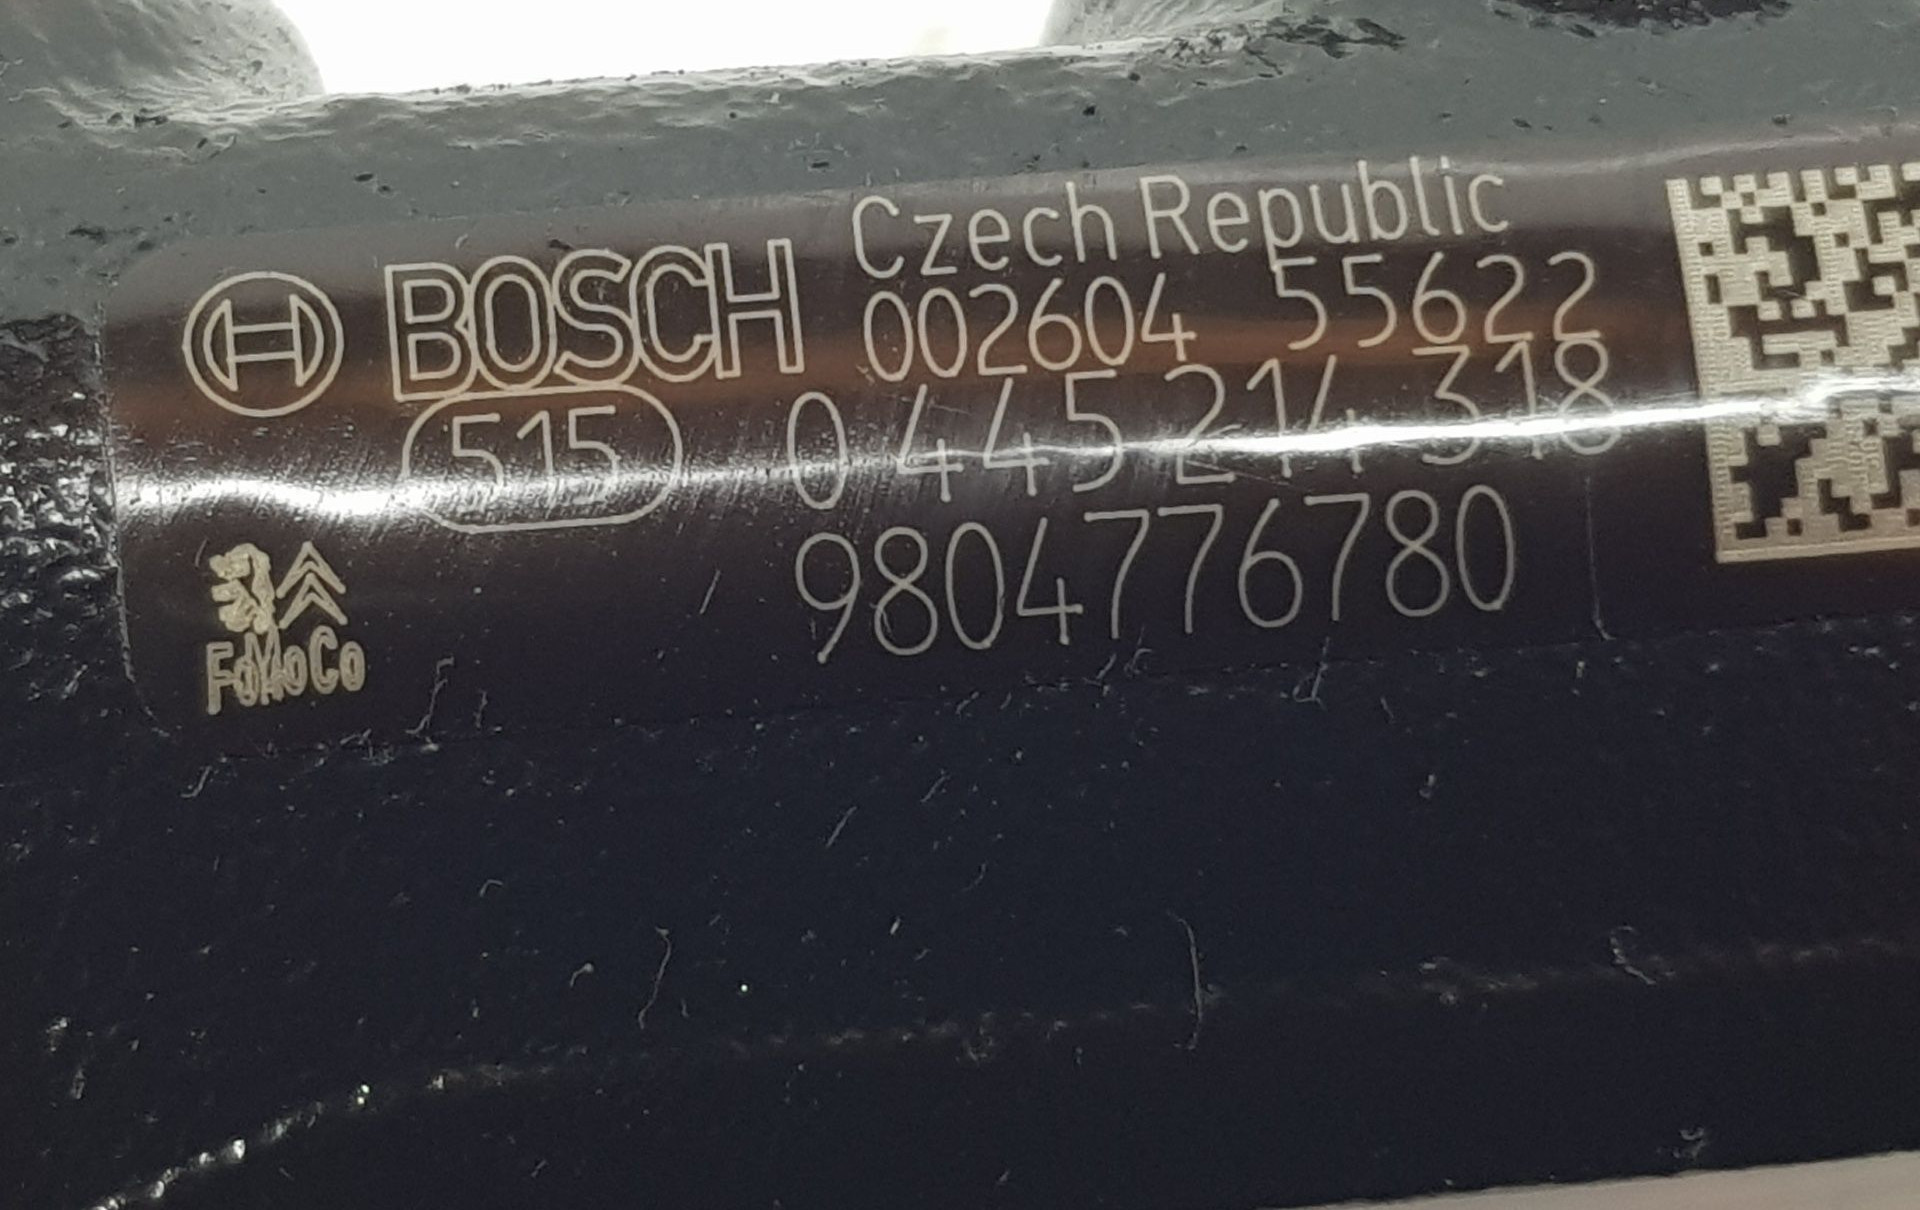 BOSCH Czech Republic
002604 55622
515 0 445 214 318
9804776780
FoMoCo